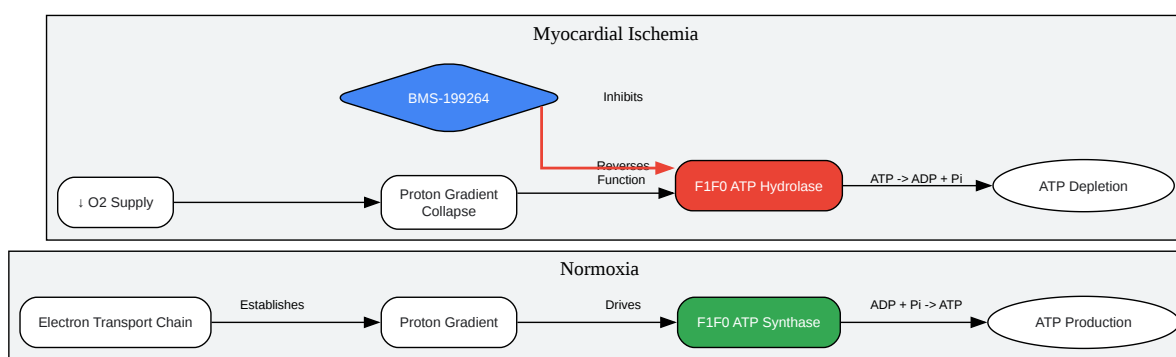 Myocardial Ischemia
BMS-199264
Inhibits
Reverses
Function
↓ O2 Supply
Proton Gradient
Collapse
F1F0 ATP Hydrolase
ATP -> ADP + Pi
ATP Depletion
Normoxia
Electron Transport Chain
Establishes
Proton Gradient
Drives
F1F0 ATP Synthase
ADP + Pi -> ATP
ATP Production